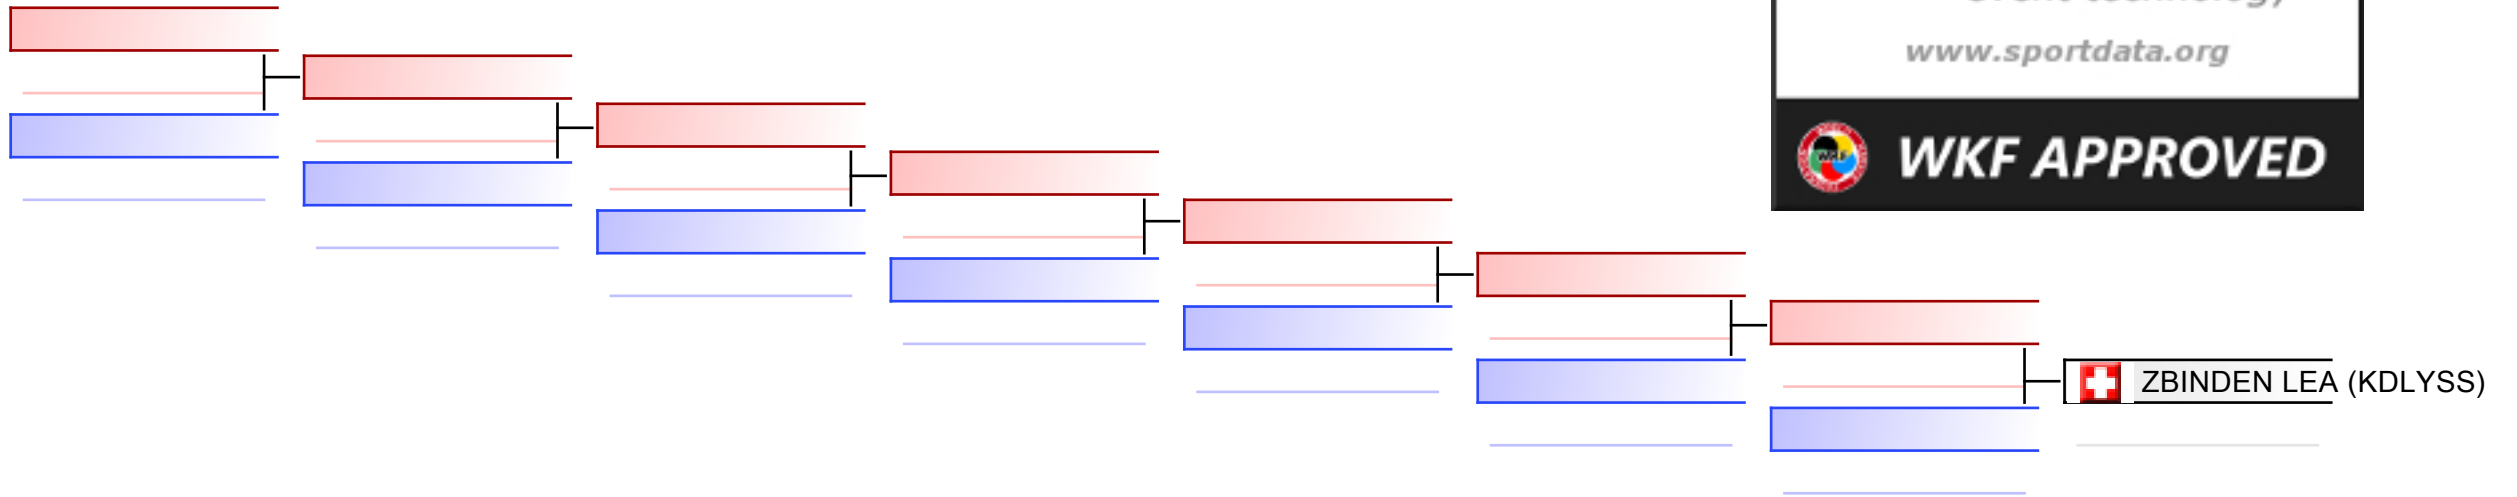 www.sportdata.org
WKF APPROVED
ZBINDEN LEA (KDLYSS)